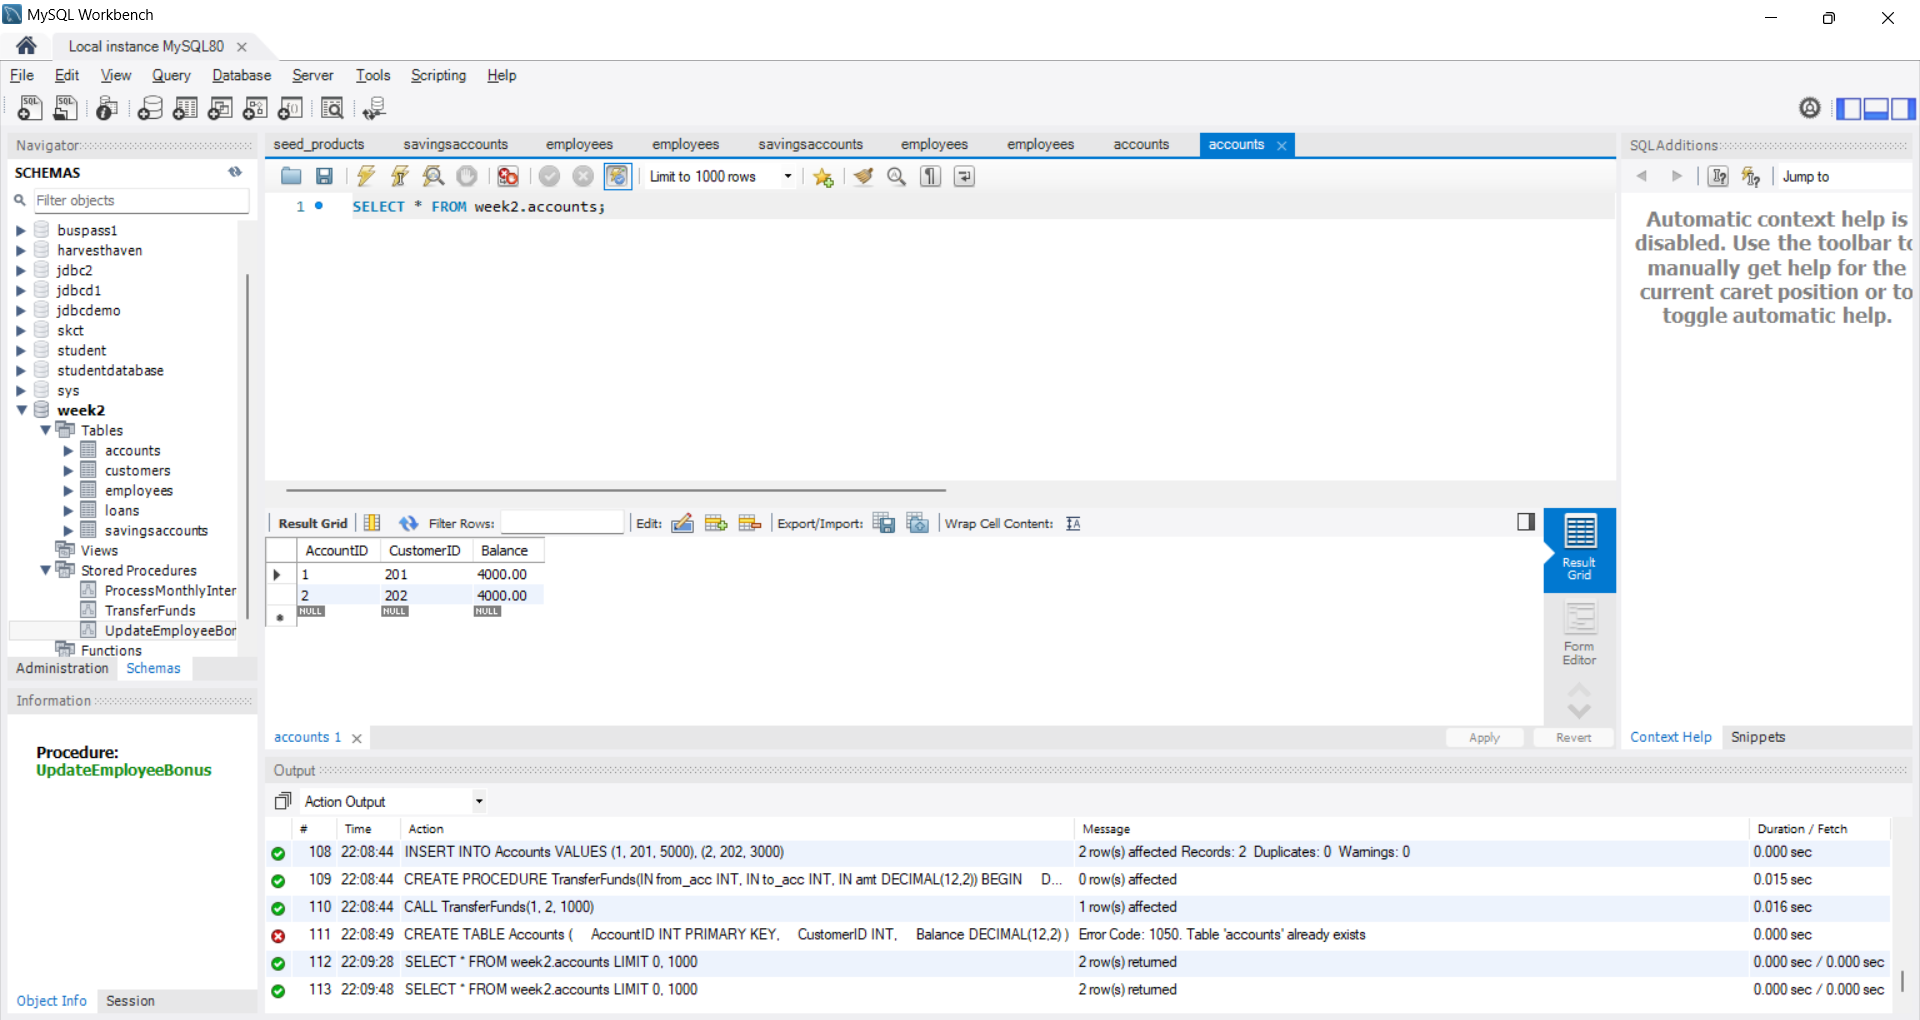 MySQL Workbench
Local instance MySQL80
File Edit View Query Database Server Tools Scripting Help
Navigator
SCHEMAS
Filter objects
buspass1
harvesthaven
jdbc2
jdbcd1
jdbcdemo
skct
student
studentdatabase
sys
week2
Tables
accounts
customers
employees
loans
savingsaccounts
Views
Stored Procedures
ProcessMonthlyInter
TransferFunds
UpdateEmployeeBor
Functions
Administration Schemas
Information
Procedure:
UpdateEmployeeBonus
Object Info Session
seed_products savingsaccounts employees employees savingsaccounts employees employees accounts accounts
Limit to 1000 rows
1 SELECT * FROM week2.accounts;
Result Grid Filter Rows: Edit: Export/Import: Wrap Cell Content:
AccountID CustomerID Balance
1 201 4000.00
2 202 4000.00
NULL NULL NULL
Result
Grid
Form
Editor
accounts 1
Apply Revert
SQLAdditions
Jump to
Automatic context help is
disabled. Use the toolbar to
manually get help for the
current caret position or to
toggle automatic help.
Context Help Snippets
Output
Action Output
# Time Action Message Duration / Fetch
108 22:08:44 INSERT INTO Accounts VALUES (1, 201, 5000), (2, 202, 3000) 2 row(s) affected Records: 2 Duplicates: 0 Warnings: 0 0.000 sec
109 22:08:44 CREATE PROCEDURE TransferFunds(IN from_acc INT, IN to_acc INT, IN amt DECIMAL(12,2)) BEGIN D... 0 row(s) affected 0.015 sec
110 22:08:44 CALL TransferFunds(1, 2, 1000) 1 row(s) affected 0.016 sec
111 22:08:49 CREATE TABLE Accounts ( AccountID INT PRIMARY KEY, CustomerID INT, Balance DECIMAL(12,2) ) Error Code: 1050. Table 'accounts' already exists 0.000 sec
112 22:09:28 SELECT * FROM week2.accounts LIMIT 0, 1000 2 row(s) returned 0.000 sec / 0.000 sec
113 22:09:48 SELECT * FROM week2.accounts LIMIT 0, 1000 2 row(s) returned 0.000 sec / 0.000 sec